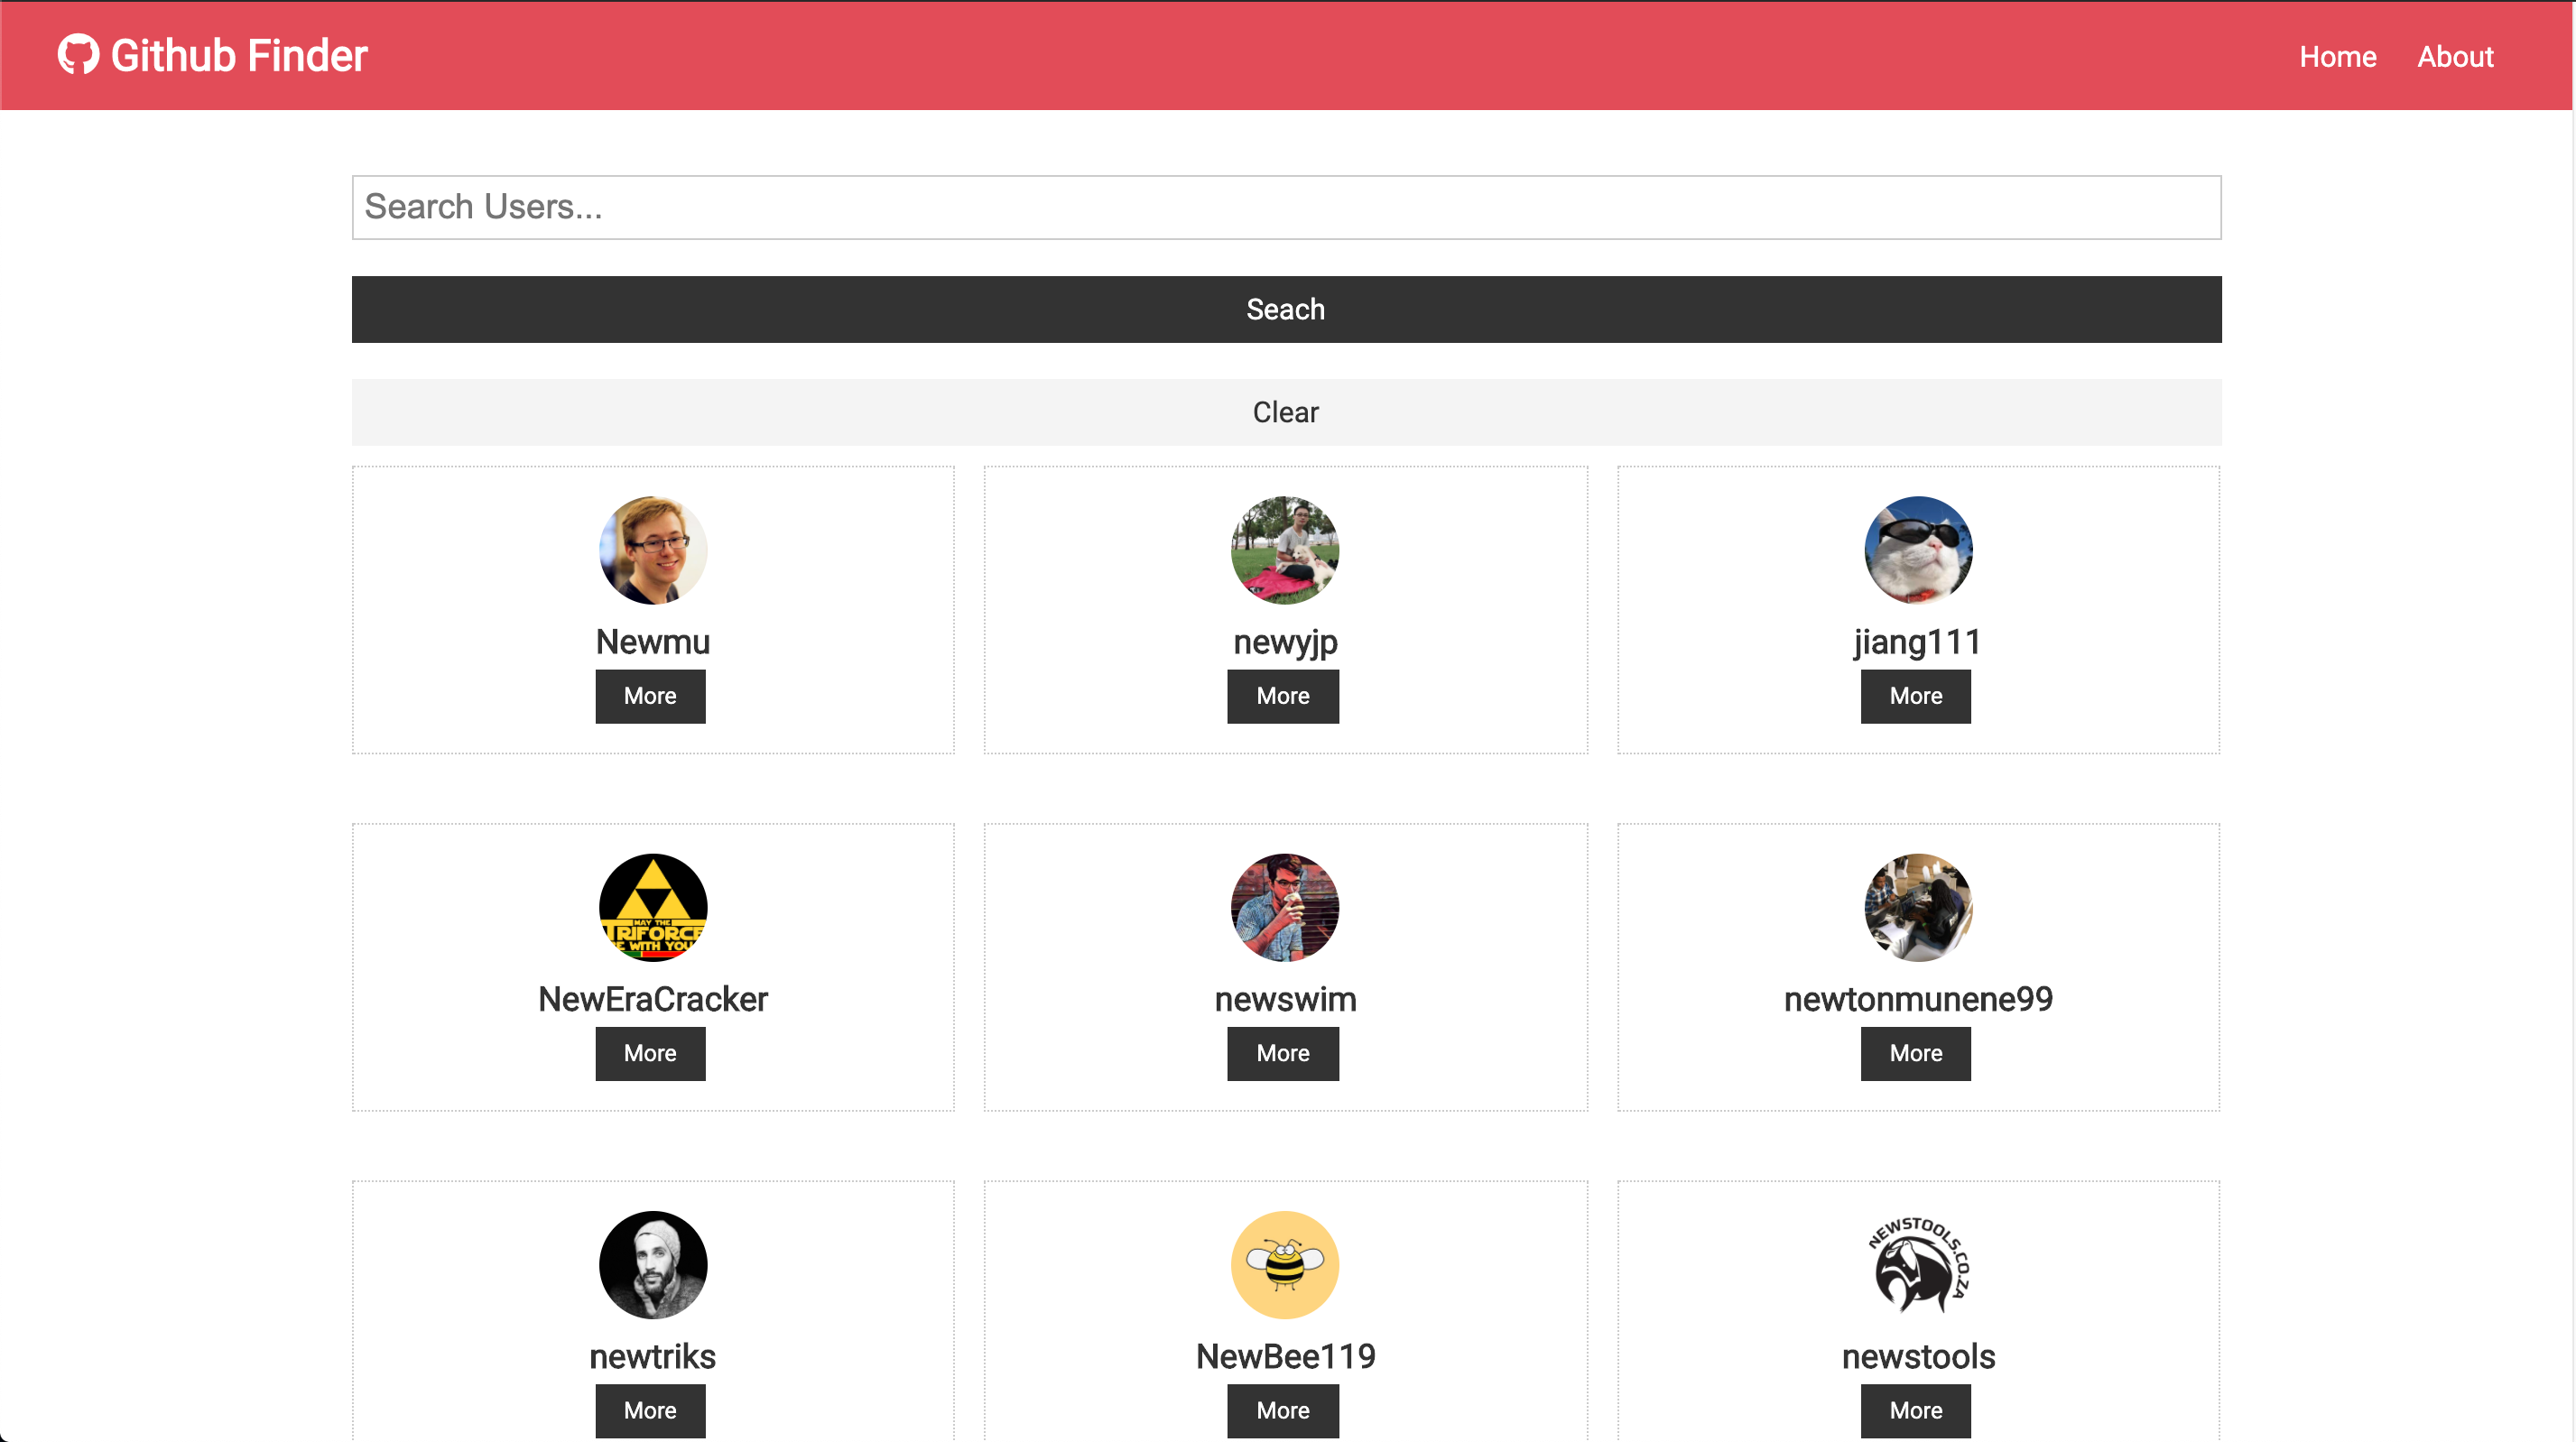 Github Finder
Home About
Search Users...
Seach
Clear
Newmu
newyjp
jiang111
More
More
More
MAY THE
TRIFORCE
BE WITH YOU
NewEraCracker
newswim
newtonmunene99
More
More
More
NEWSTOOLS.CO.ZA
newtriks
NewBee119
newstools
More
More
More